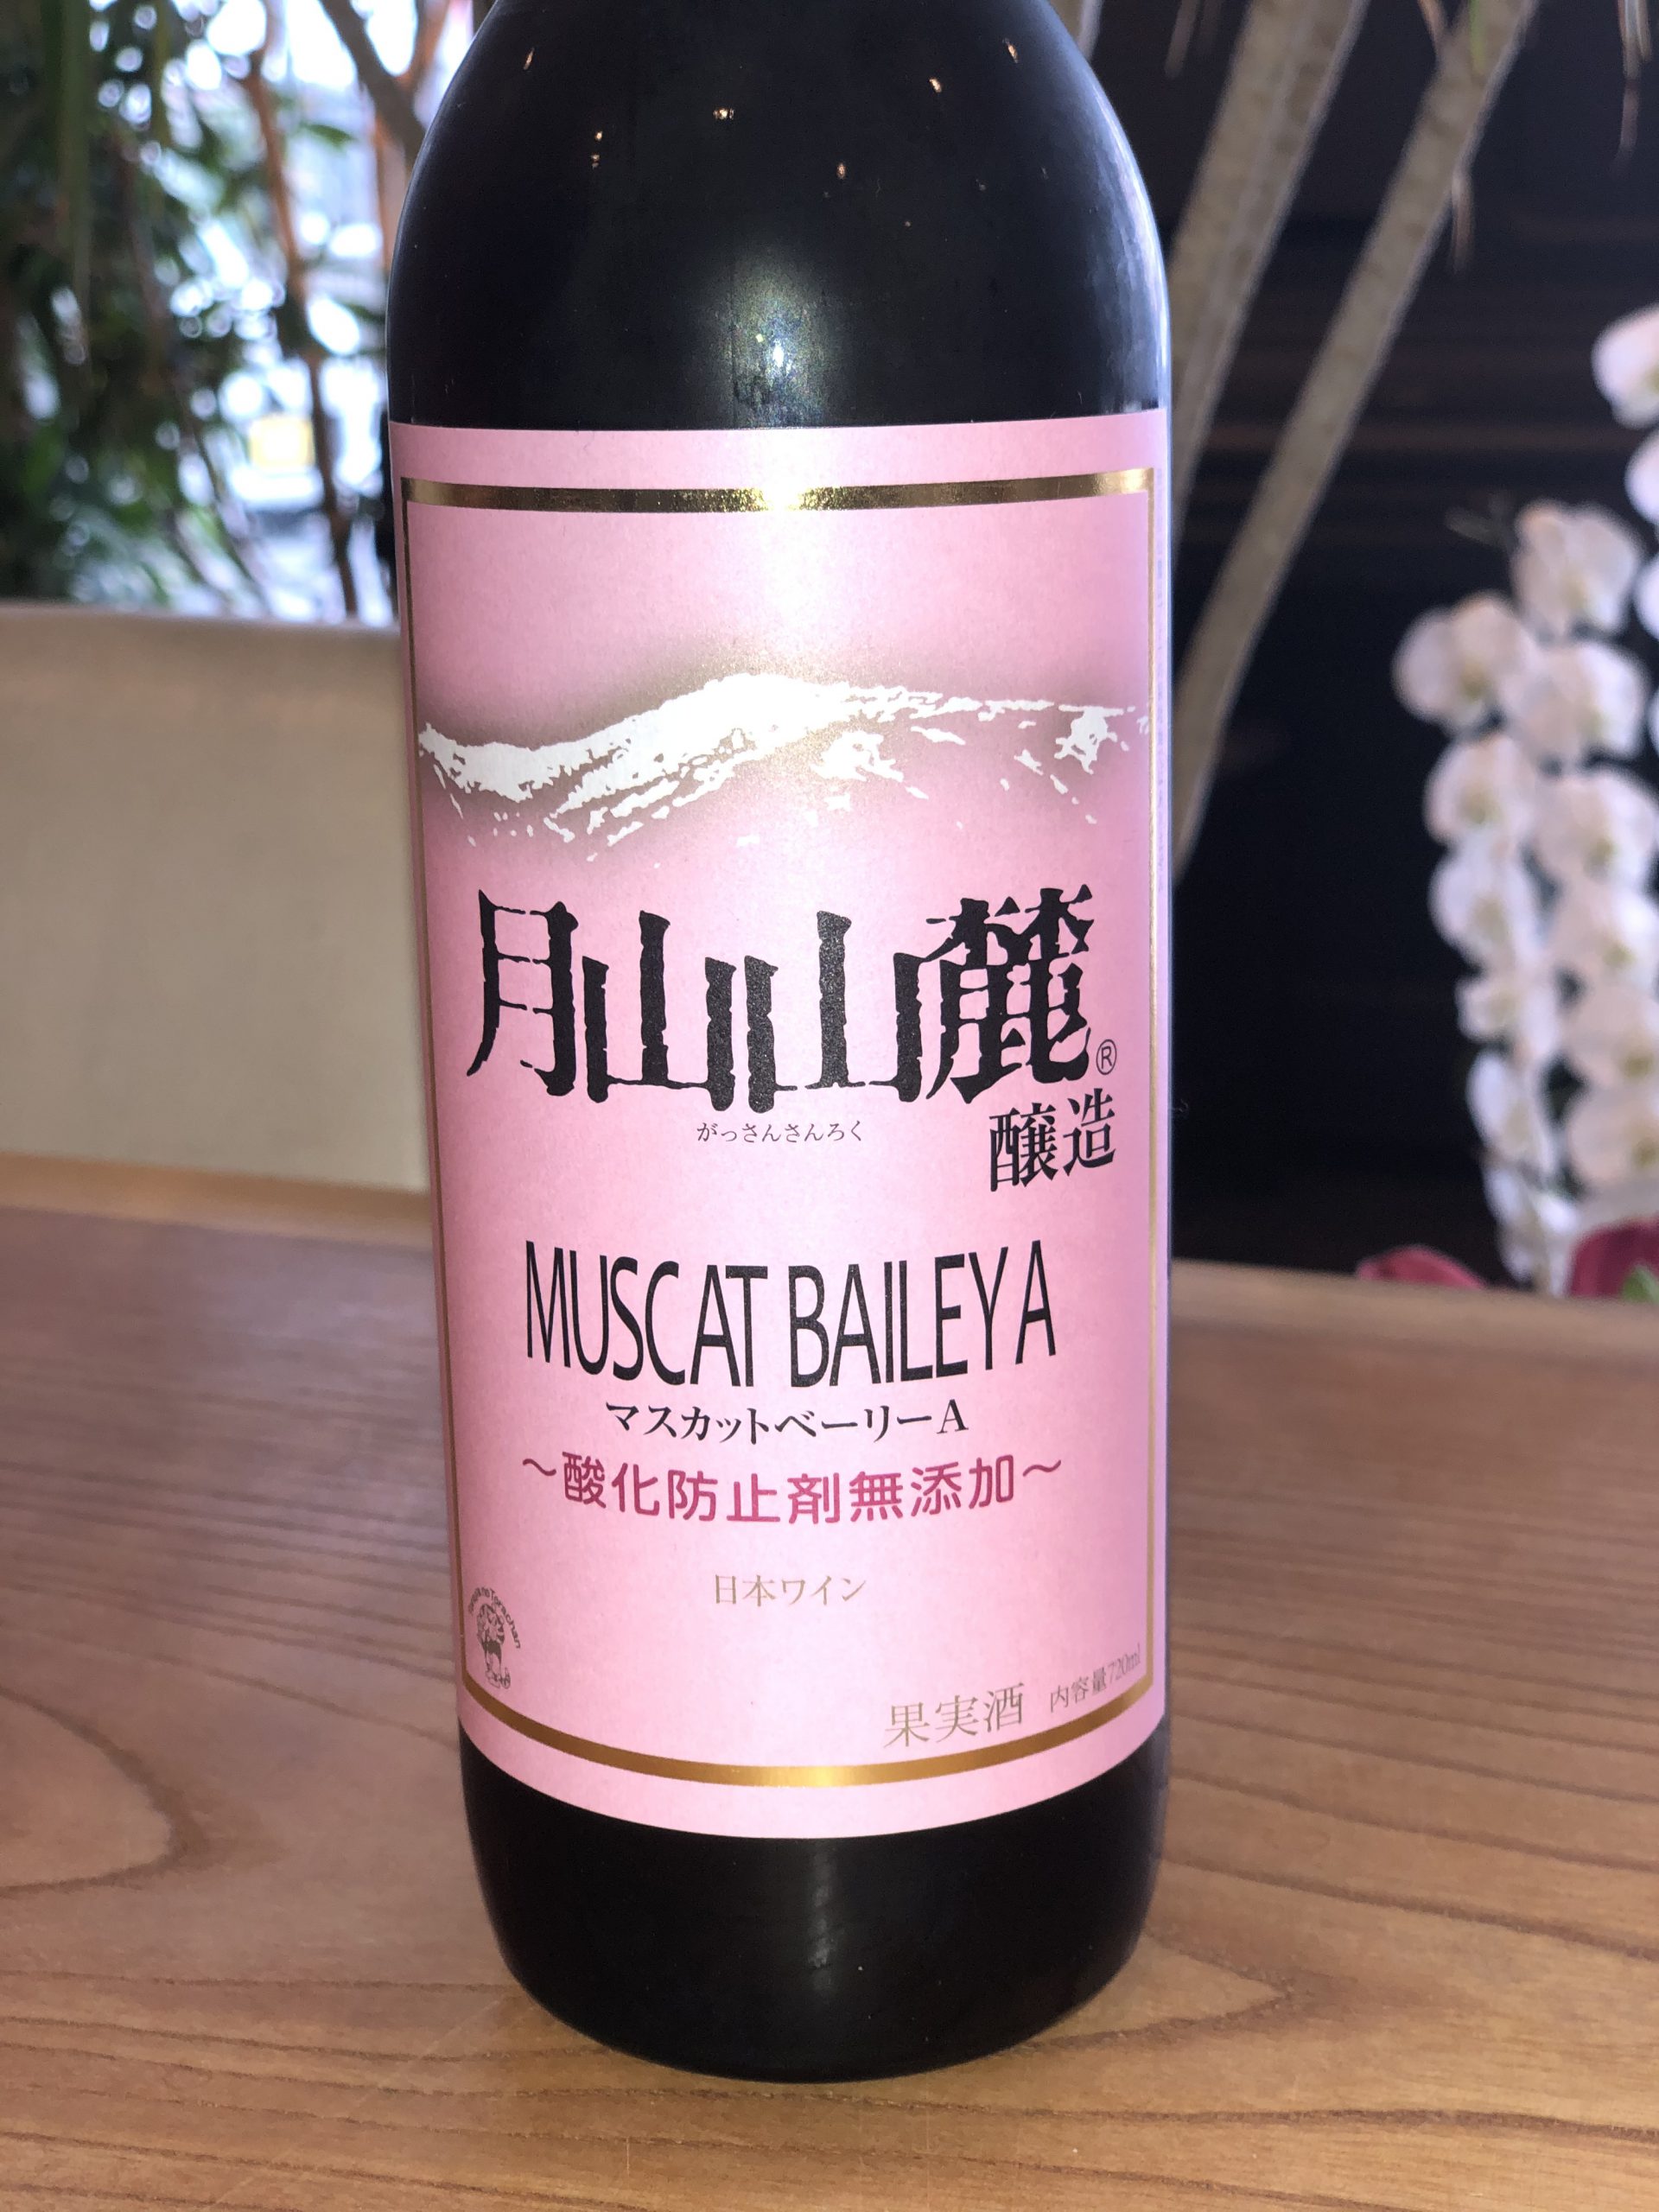 月山山麓®
がっさんさんろく
醸造
MUSCAT BAILEY A
マスカットベーリーA
～酸化防止剤無添加～
日本ワイン
果実酒 内容量720ml